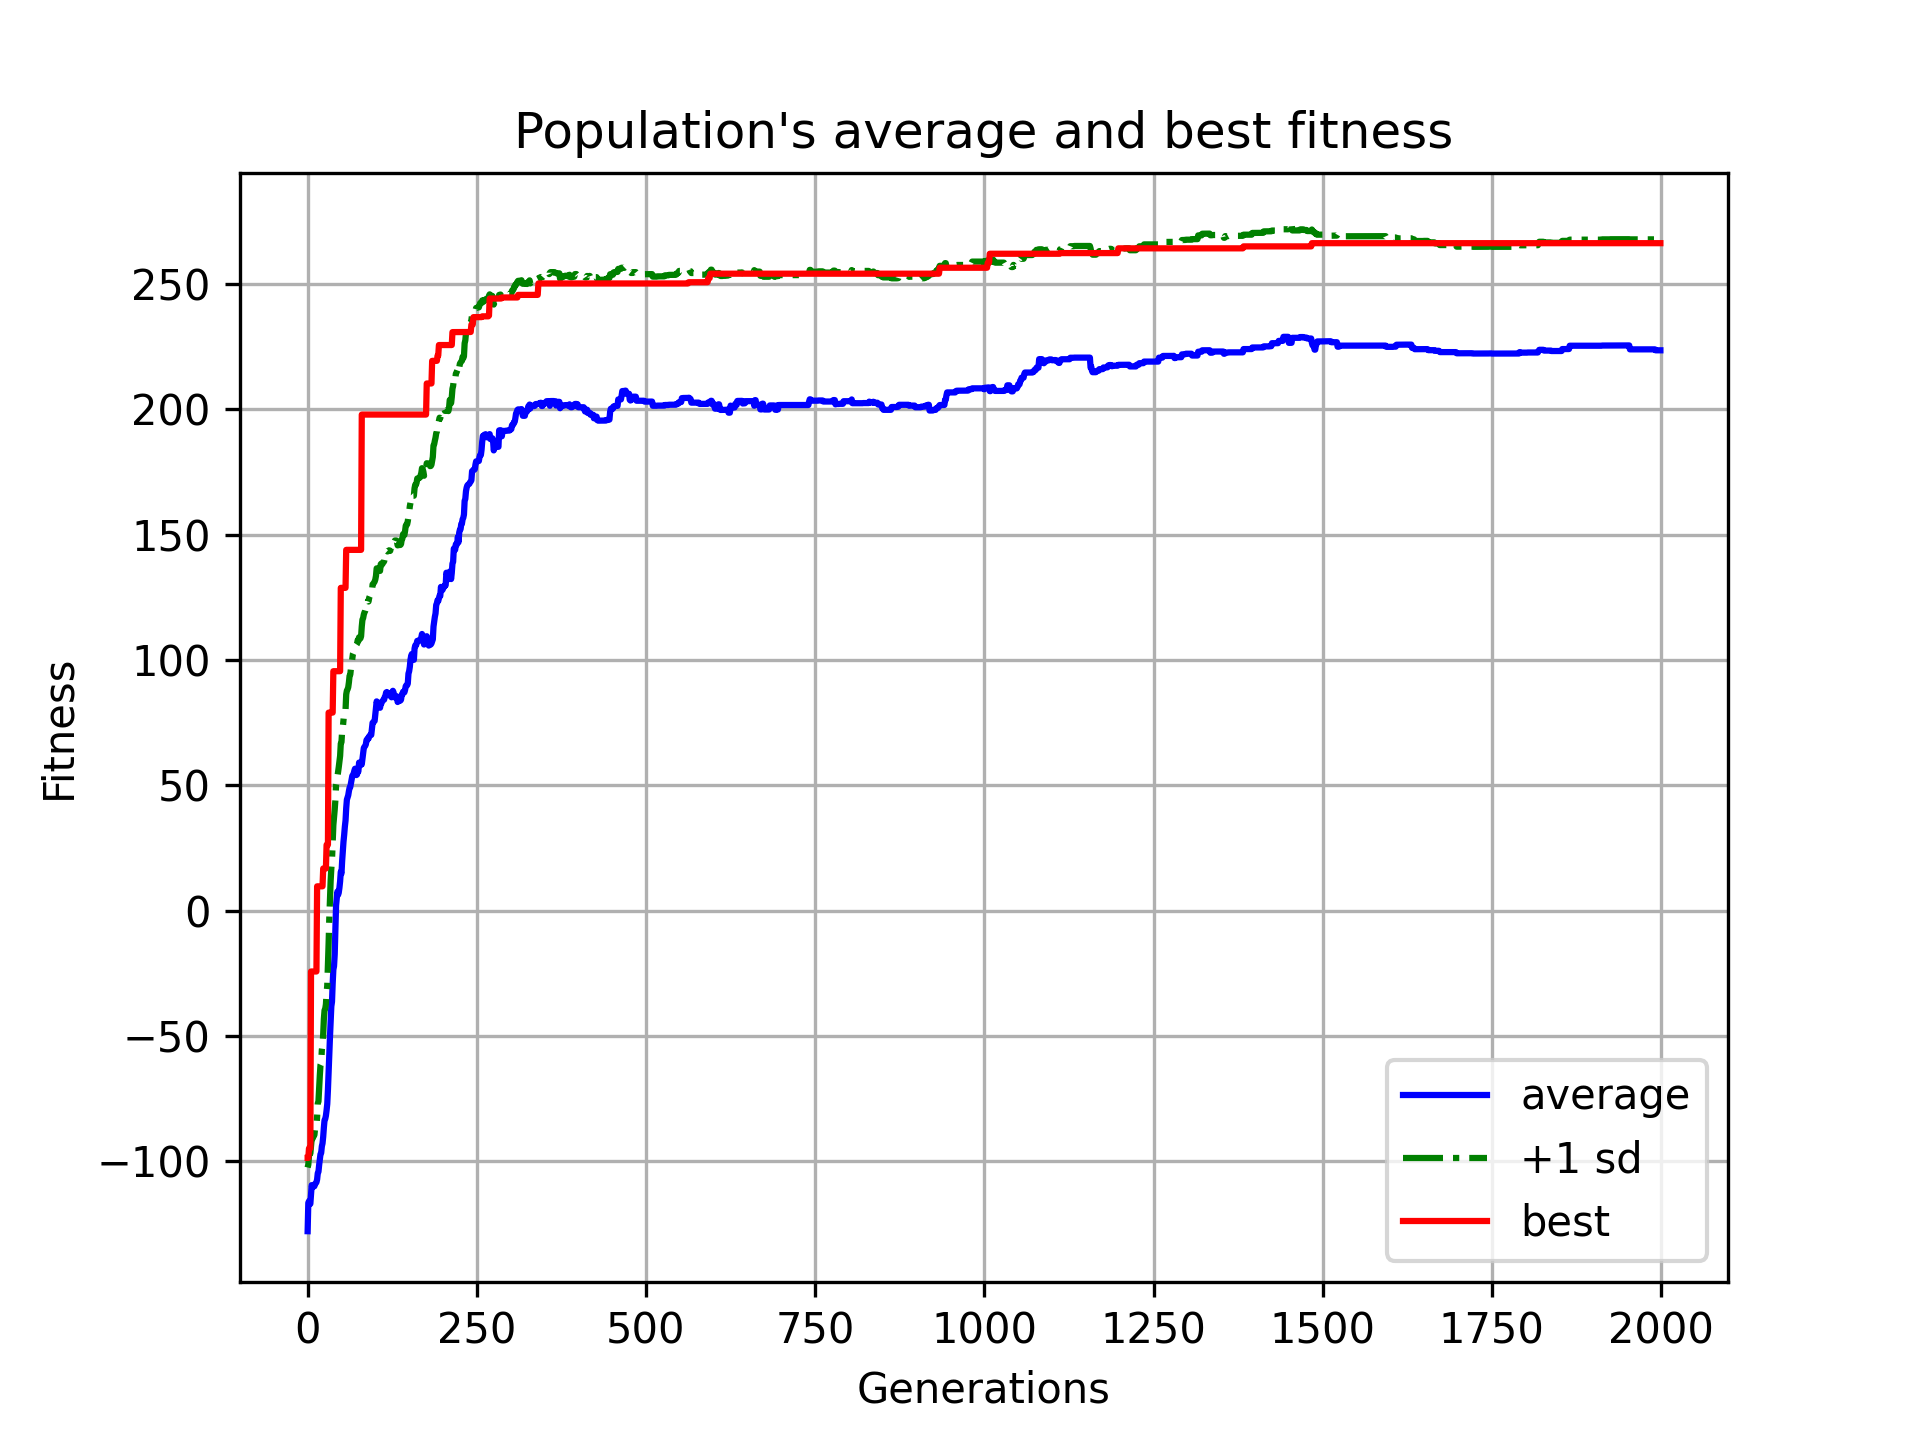 Population's average and best fitness
Fitness
250
200
150
100
50
0
−50
−100
0 250 500 750 1000 1250 1500 1750 2000
Generations
average
+1 sd
best